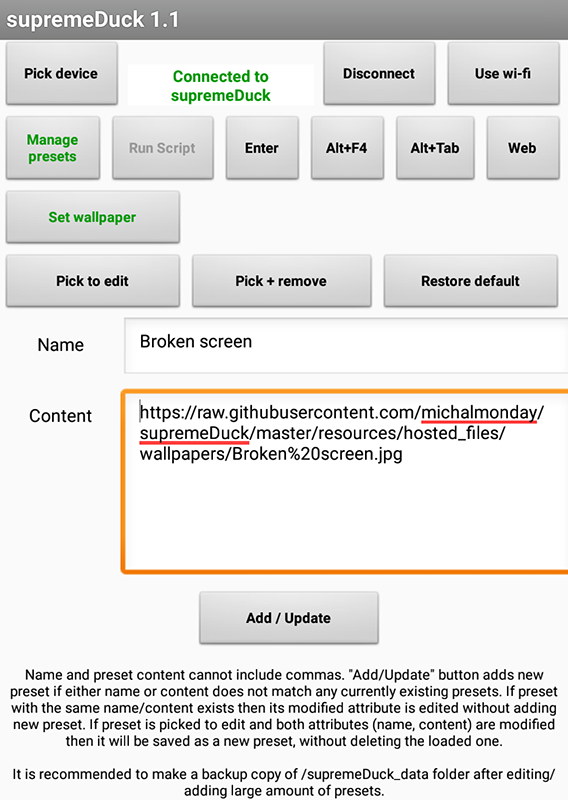 supremeDuck 1.1
Pick device
Connected to
supremeDuck
Disconnect
Use wi-fi
Manage
presets
Run Script
Enter
Alt+F4
Alt+Tab
Web
Set wallpaper
Pick to edit
Pick + remove
Restore default
Name
Broken screen
Content
https://raw.githubusercontent.com/michalmonday/
supremeDuck/master/resources/hosted_files/
wallpapers/Broken%20screen.jpg
Add / Update
Name and preset content cannot include commas. "Add/Update" button adds new
preset if either name or content does not match any currently existing presets. If preset
with the same name/content exists then its modified attribute is edited without adding
new preset. If preset is picked to edit and both attributes (name, content) are modified
then it will be saved as a new preset, without deleting the loaded one.
It is recommended to make a backup copy of /supremeDuck_data folder after editing/
adding large amount of presets.